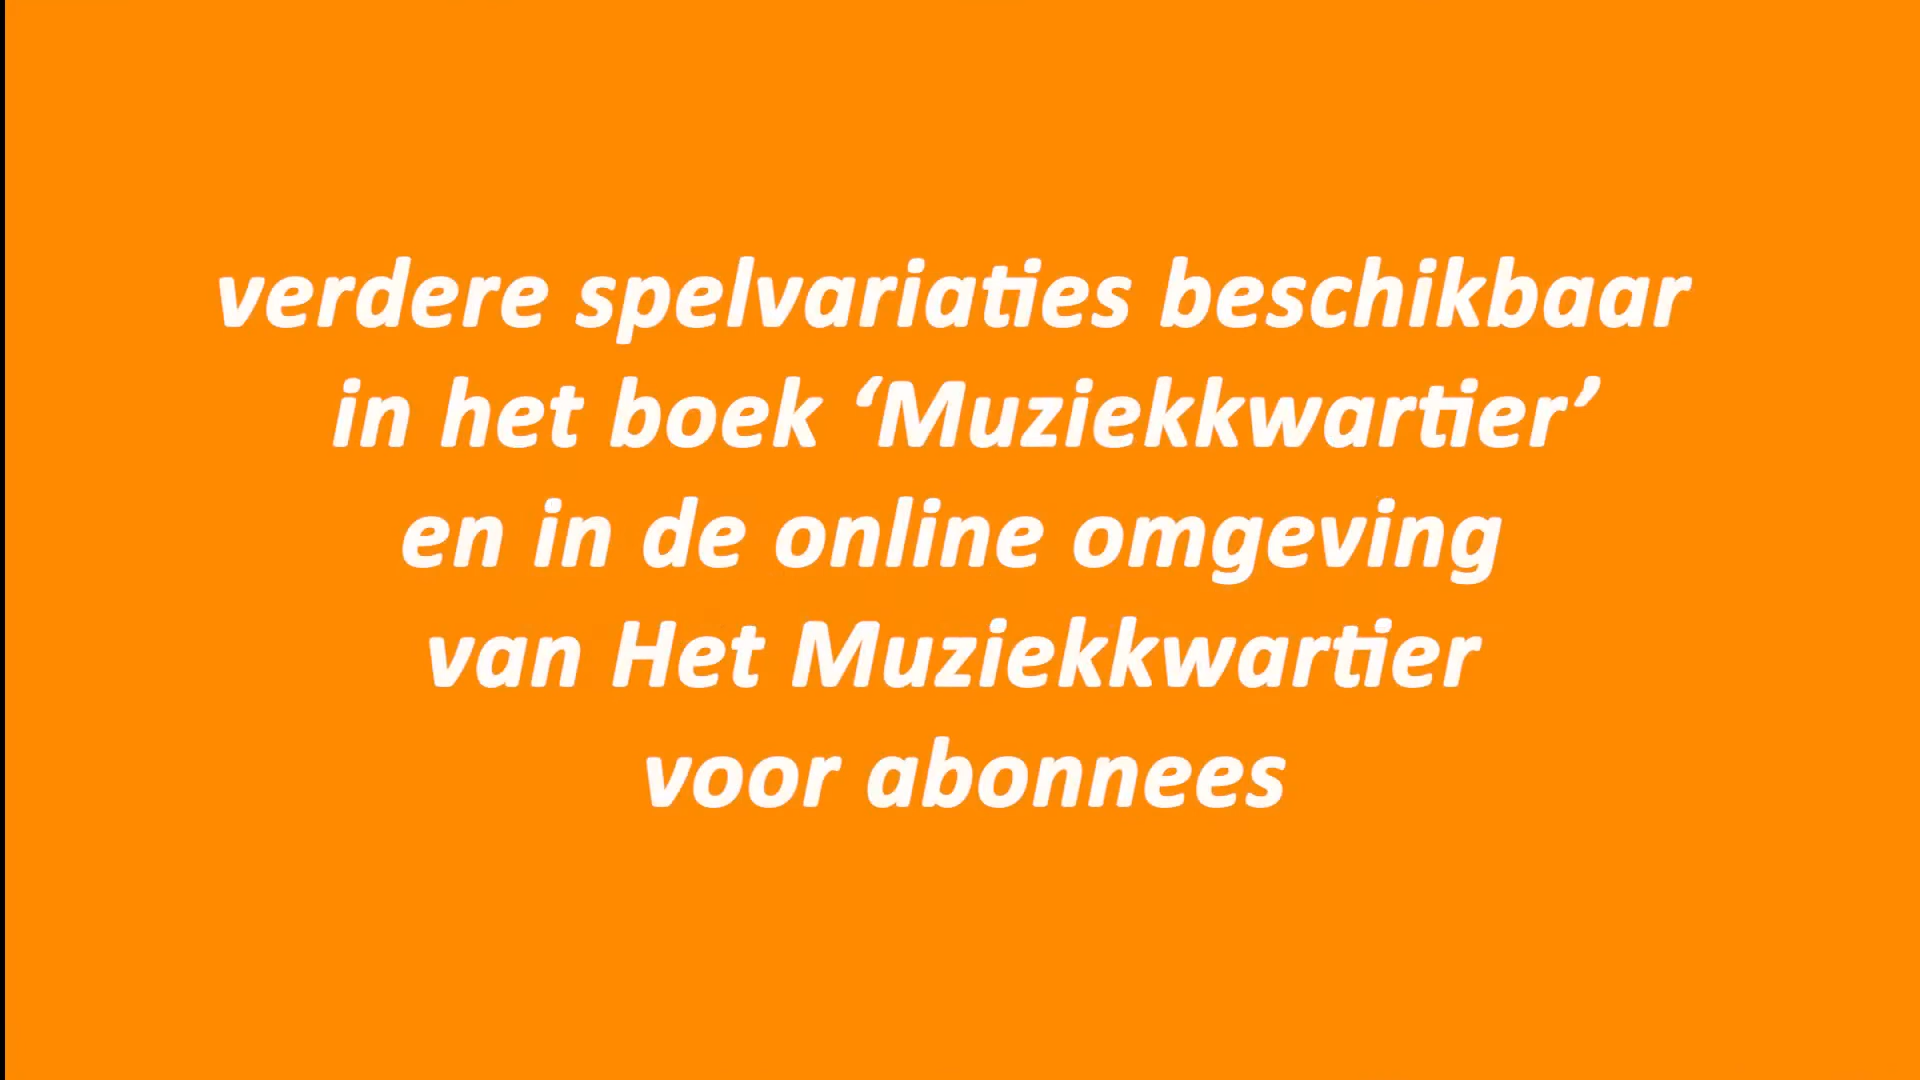 verdere spelvariaties beschikbaar
in het boek ‘Muziekkwartier’
en in de online omgeving
van Het Muziekkwartier
voor abonnees